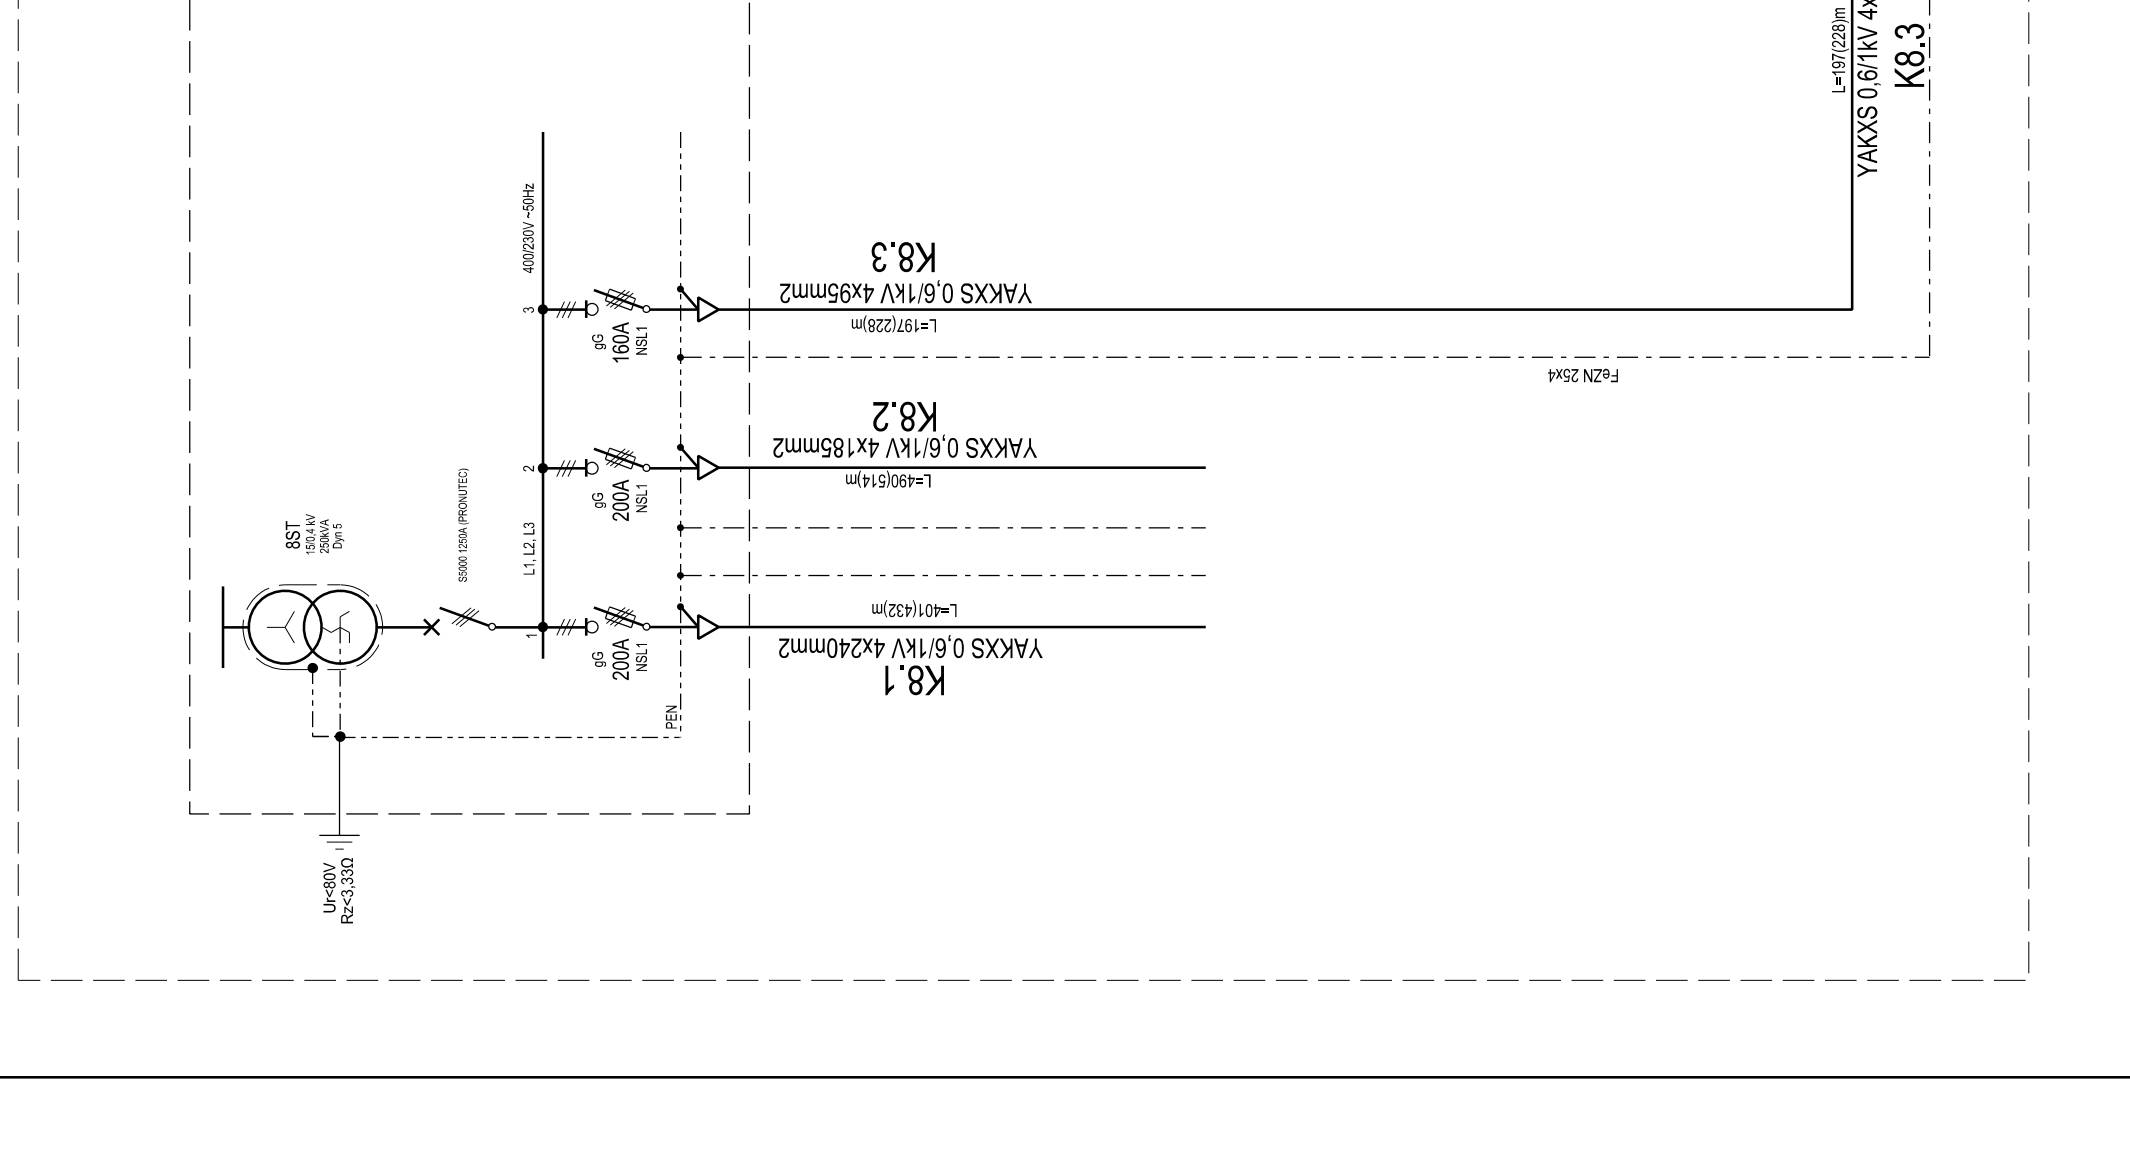 L=197(228)m
YAKXS 0,6/1kV 4x
K8.3
400/230V ~50Hz
K8.3
YAKXS 0,6/1kV 4x95mm2
L=197(228)m
3
gG
160A
NSL1
FeZN 25x4
K8.2
YAKXS 0,6/1kV 4x185mm2
L=490(514)m
2
gG
200A
NSL1
8ST
15/0,4 kV
250kVA
Dyn 5
S5000 1250A (PRONUTEC)
L1, L2, L3
L=401(432)m
YAKXS 0,6/1kV 4x240mm2
K8.1
1
gG
200A
NSL1
PEN
Ur<80V
Rz<3,33Ω